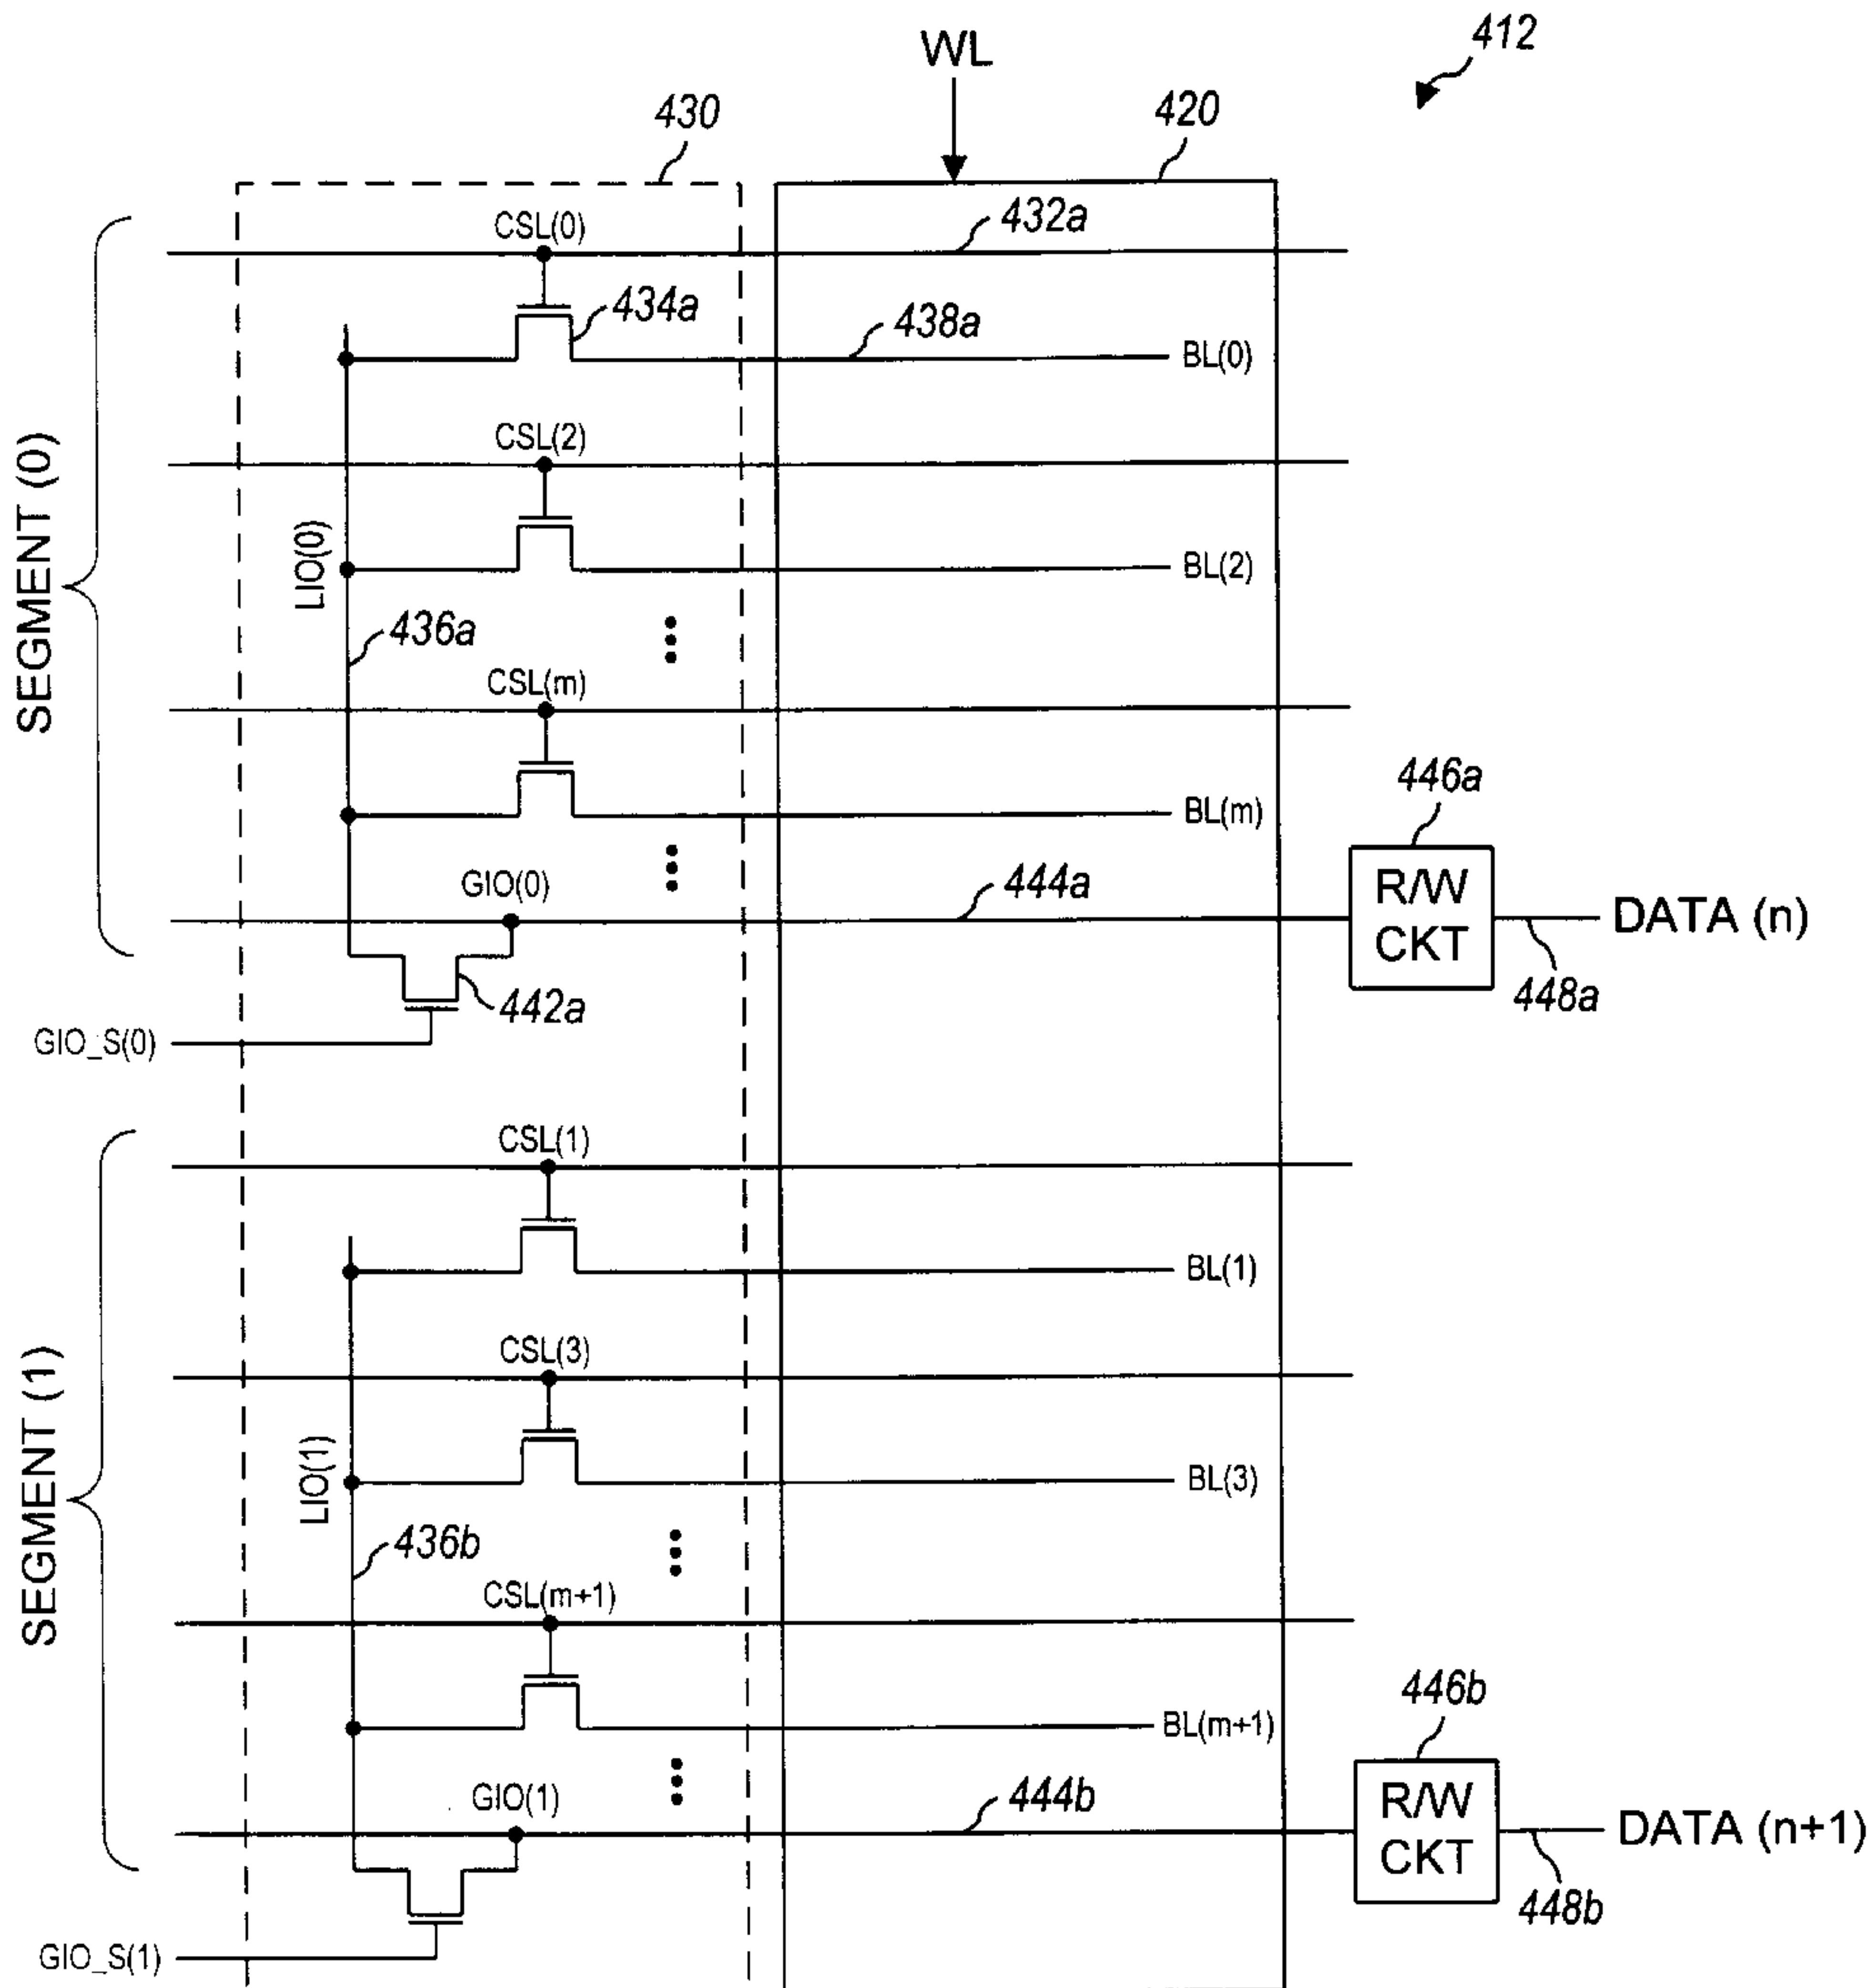 412
WL
430
420
CSL(0)
432a
434a
438a
BL(0)
SEGMENT (0)
CSL(2)
LIO(0)
BL(2)
436a
CSL(m)
446a
BL(m)
GIO(0)
444a
R/W
CKT
DATA (n)
442a
448a
GIO_S(0)
CSL(1)
BL(1)
SEGMENT (1)
CSL(3)
LIO(1)
BL(3)
436b
CSL(m+1)
446b
BL(m+1)
GIO(1)
444b
R/W
CKT
DATA (n+1)
448b
GIO_S(1)